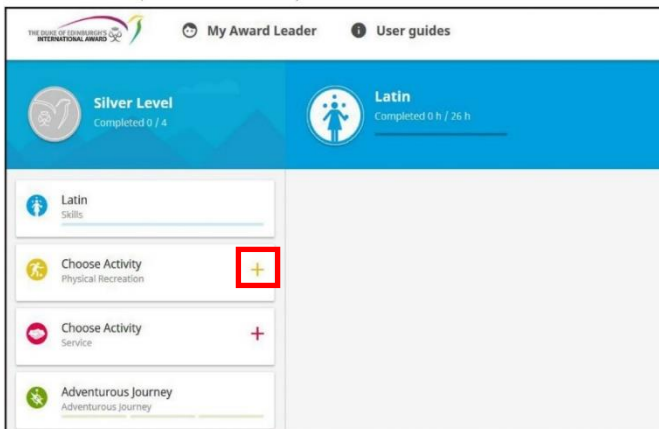 THE DUKE OF EDINBURGH'S
INTERNATIONAL AWARD
My Award Leader
User guides
Silver Level
Completed 0 / 4
Latin
Completed 0 h / 26 h
Latin
Skills
Choose Activity
Physical Recreation
Choose Activity
Service
Adventurous Journey
Adventurous Journey